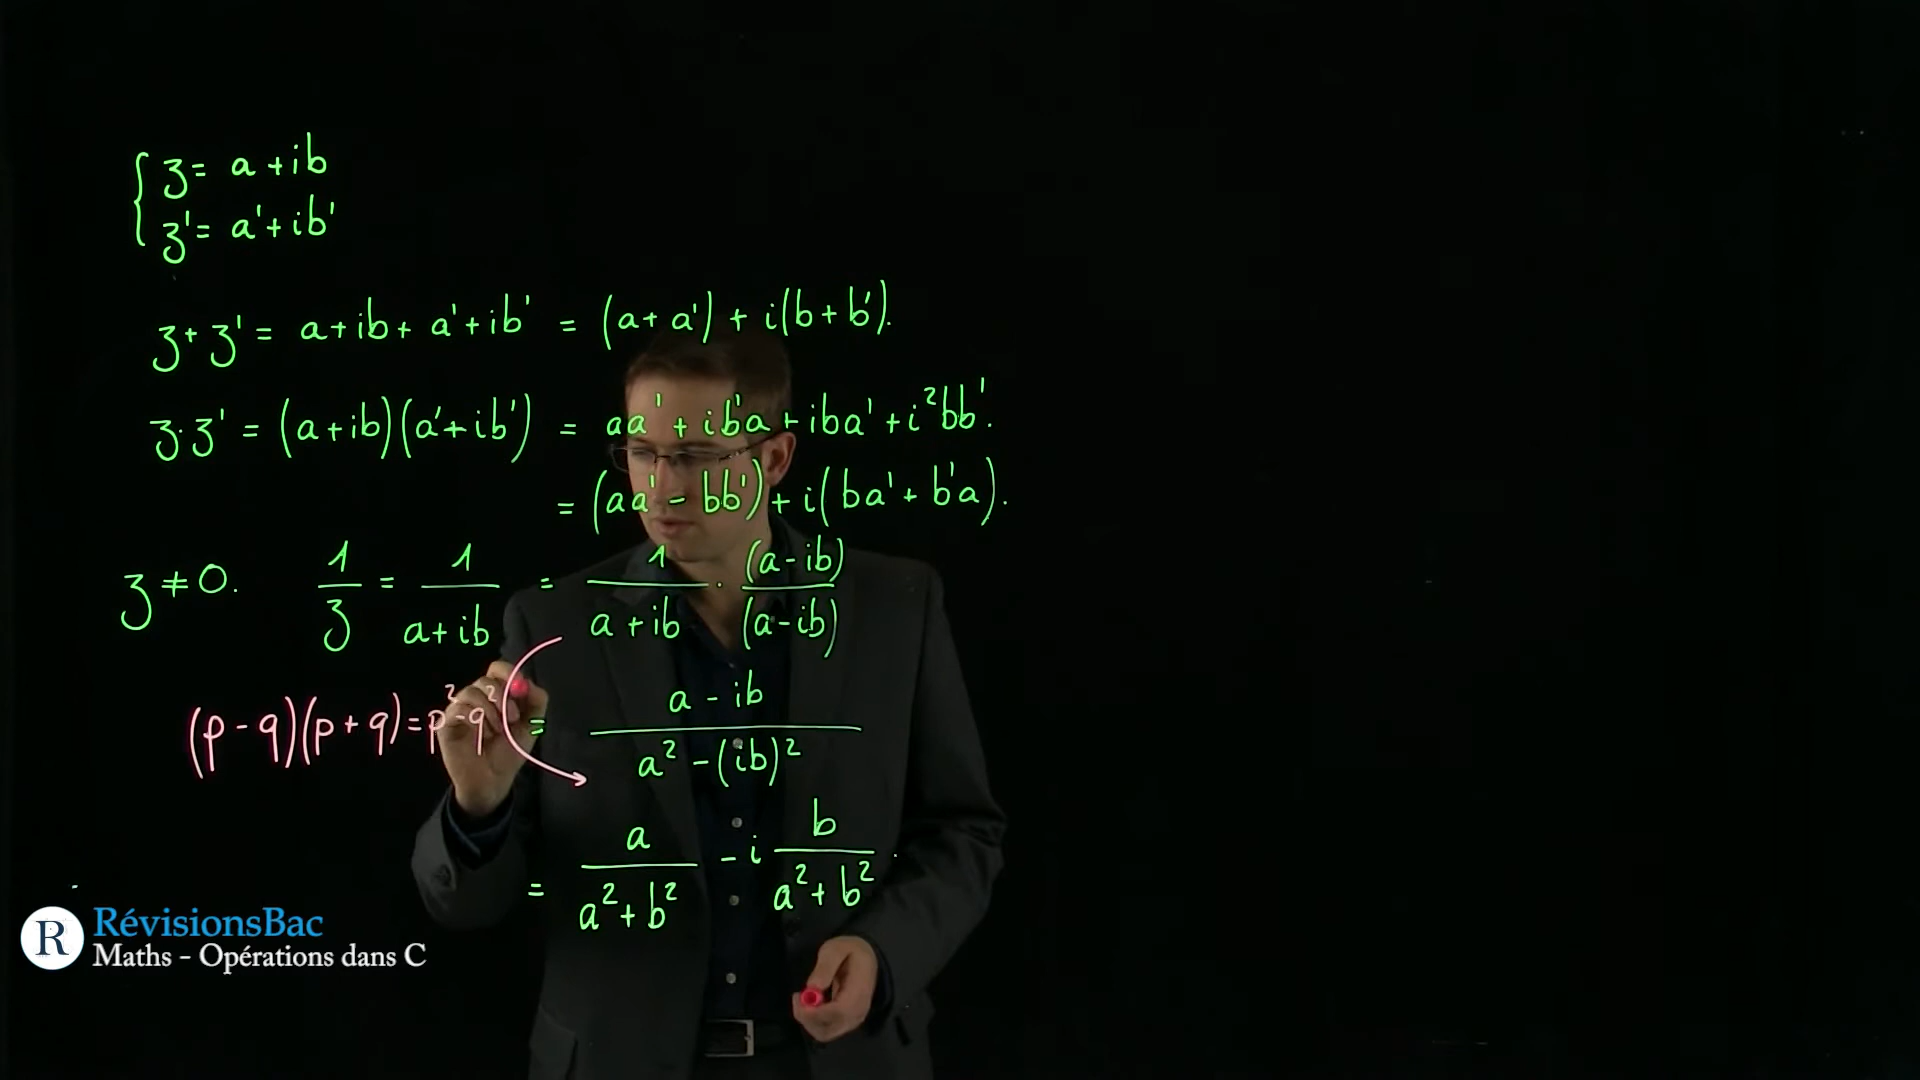 z = a + ib
z' = a' + ib'
z + z' = a + ib + a' + ib' = (a + a') + i(b + b').
z·z' = (a + ib)(a' + ib') = aa' + ib'a + iba' + i²bb'.
= (aa' - bb') + i(ba' + b'a).
z ≠ 0. 1/z = 1/(a + ib) = 1/(a + ib) · (a - ib)/(a - ib)
(p - q)(p + q) = p² - q² = (a - ib)/(a² - (ib)²)
= a/(a² + b²) - i b/(a² + b²).
R RévisionsBac
Maths - Opérations dans C